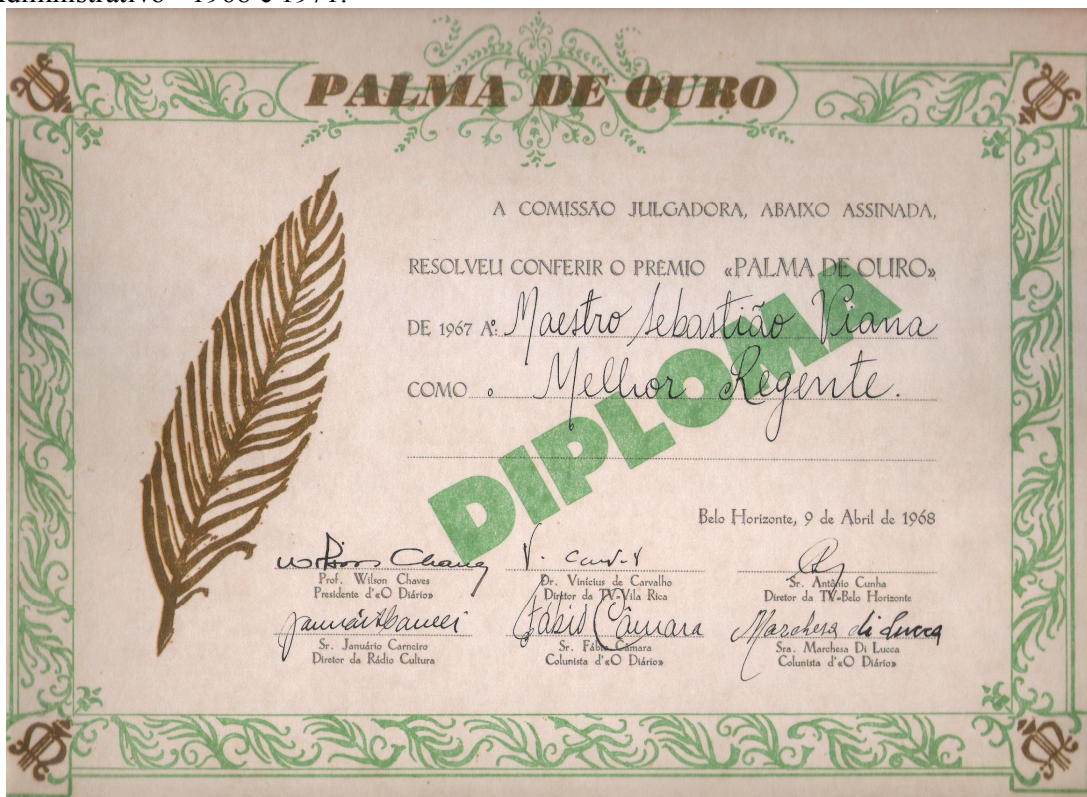 Administrativo - 1968 e 1971.
PALMA DE OURO
A COMISSÃO JULGADORA, ABAIXO ASSINADA,
RESOLVEU CONFERIR O PRÊMIO «PALMA DE OURO»
DE 1967 A: Maestro Sebastião Viana
COMO o Melhor Regente.
DIPLOMA
Belo Horizonte, 9 de Abril de 1968
Prof. Wilson Chaves
Presidente d'«O Diário»
Dr. Vinícius de Carvalho
Diretor da TV-Vila Rica
Sr. Antônio Cunha
Diretor da TV-Belo Horizonte
Fábio Câmara
Marchesa di Lucca
Sr. Januário Carneiro
Diretor da Rádio Cultura
Sr. Fábio Câmara
Colunista d'«O Diário»
Sra. Marchesa Di Lucca
Colunista d'«O Diário»